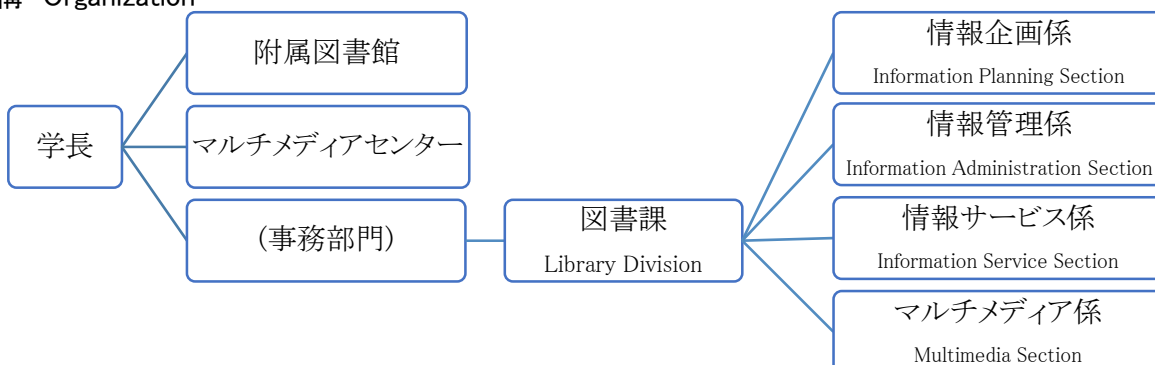 構 Organization
学長
附属図書館
マルチメディアセンター
(事務部門)
図書課
Library Division
情報企画係
Information Planning Section
情報管理係
Information Administration Section
情報サービス係
Information Service Section
マルチメディア係
Multimedia Section